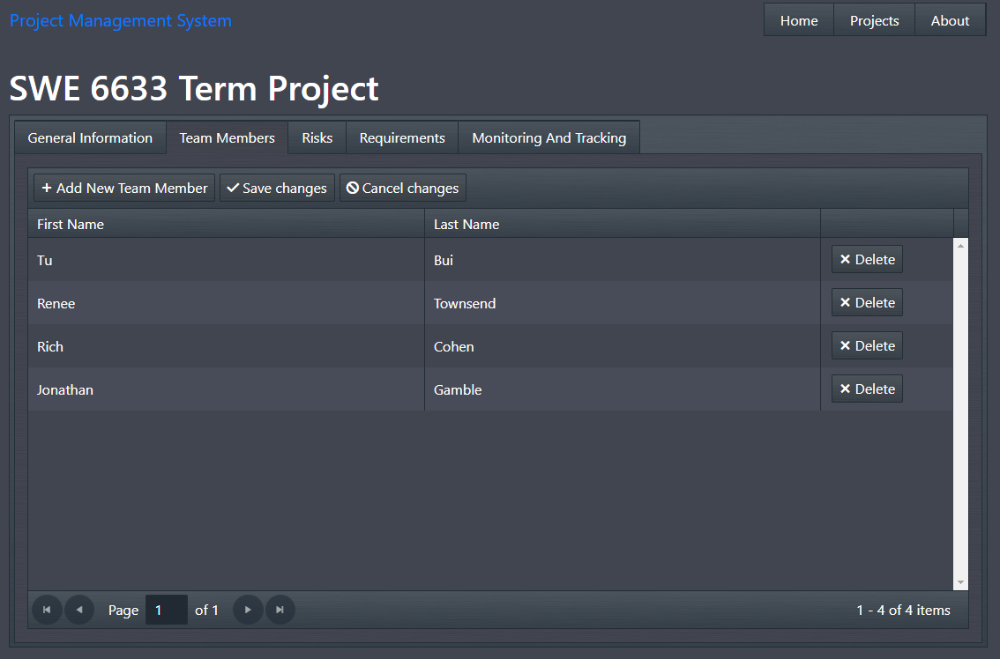 Project Management System Home Projects About
SWE 6633 Term Project
General Information Team Members Risks Requirements Monitoring And Tracking
Add New Team Member Save changes Cancel changes
First Name Last Name
Tu Bui Delete
Renee Townsend Delete
Rich Cohen Delete
Jonathan Gamble Delete
Page 1 of 1 1 - 4 of 4 items